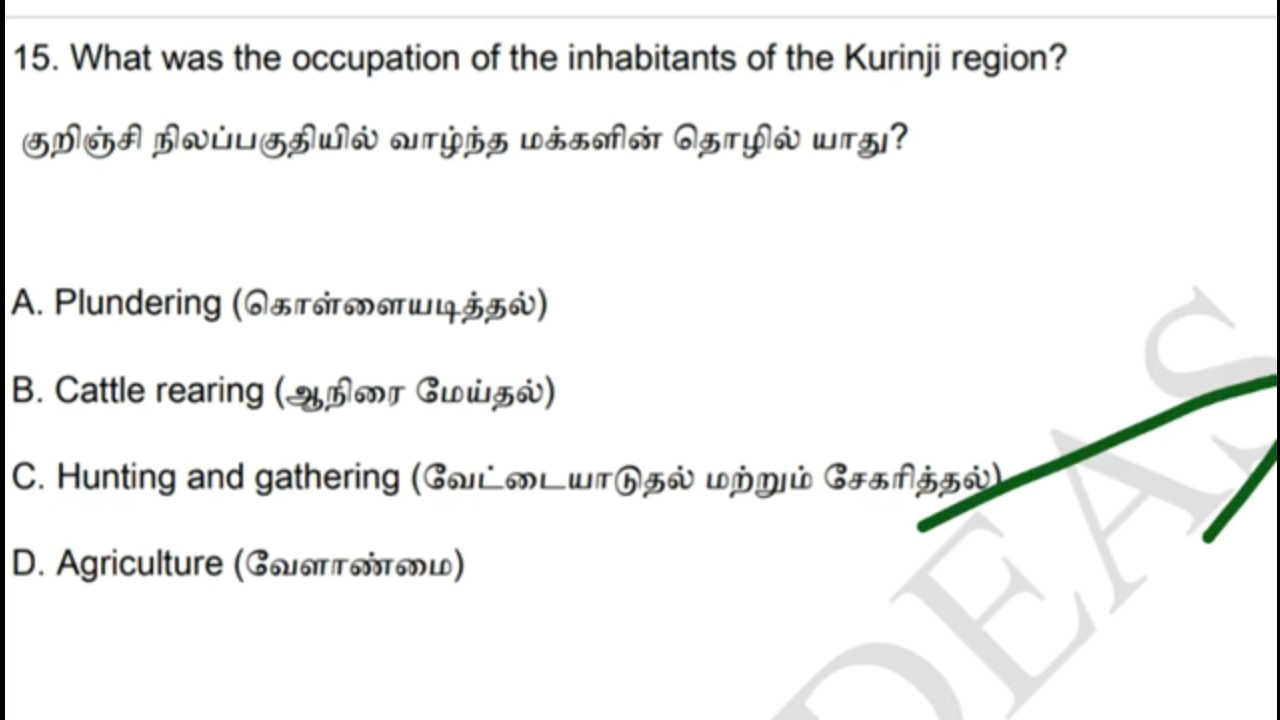 15. What was the occupation of the inhabitants of the Kurinji region?
குறிஞ்சி நிலப்பகுதியில் வாழ்ந்த மக்களின் தொழில் யாது?
A. Plundering (கொள்ளையடித்தல்)
B. Cattle rearing (ஆநிரை மேய்தல்)
C. Hunting and gathering (வேட்டையாடுதல் மற்றும் சேகரித்தல்)
D. Agriculture (வேளாண்மை)
DEAS